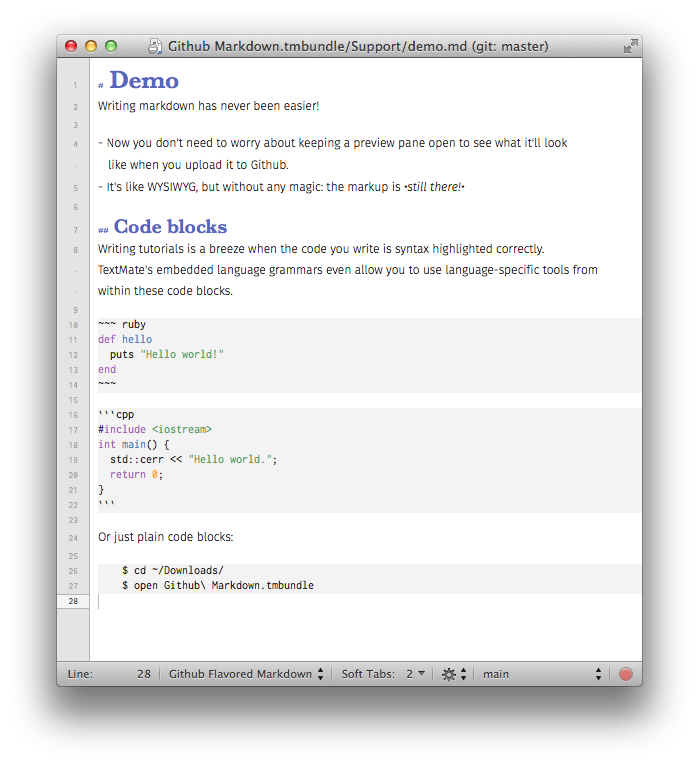 Github Markdown.tmbundle/Support/demo.md (git: master)
1 # Demo
2 Writing markdown has never been easier!
3
4 - Now you don't need to worry about keeping a preview pane open to see what it'll look
· like when you upload it to Github.
5 - It's like WYSIWYG, but without any magic: the markup is *still there!*
6
7 ## Code blocks
8 Writing tutorials is a breeze when the code you write is syntax highlighted correctly.
· TextMate's embedded language grammars even allow you to use language-specific tools from
· within these code blocks.
9
10 ~~~ ruby
11 def hello
12   puts "Hello world!"
13 end
14 ~~~
15
16 ```cpp
17 #include <iostream>
18 int main() {
19   std::cerr << "Hello world.";
20   return 0;
21 }
22 ```
23
24 Or just plain code blocks:
25
26     $ cd ~/Downloads/
27     $ open Github\ Markdown.tmbundle
28
Line: 28 Github Flavored Markdown Soft Tabs: 2 main